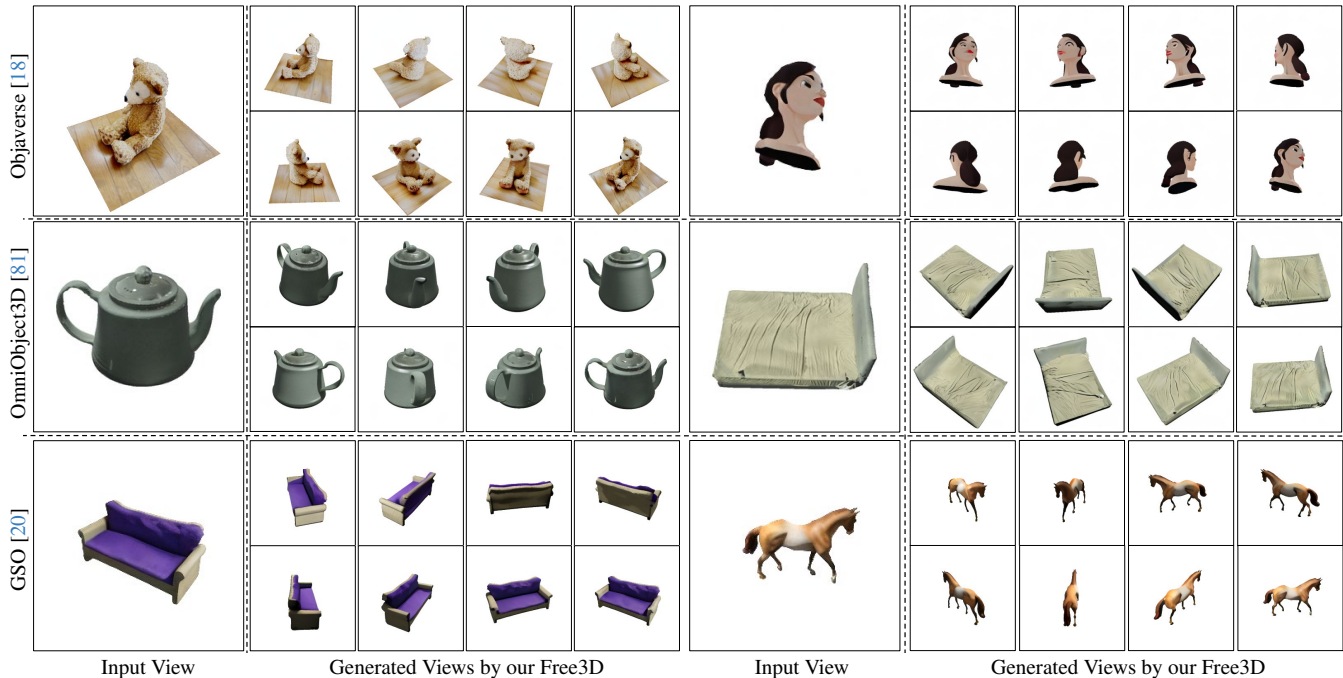 Objaverse [18]
OmniObject3D [81]
GSO [20]
Input View
Generated Views by our Free3D
Input View
Generated Views by our Free3D